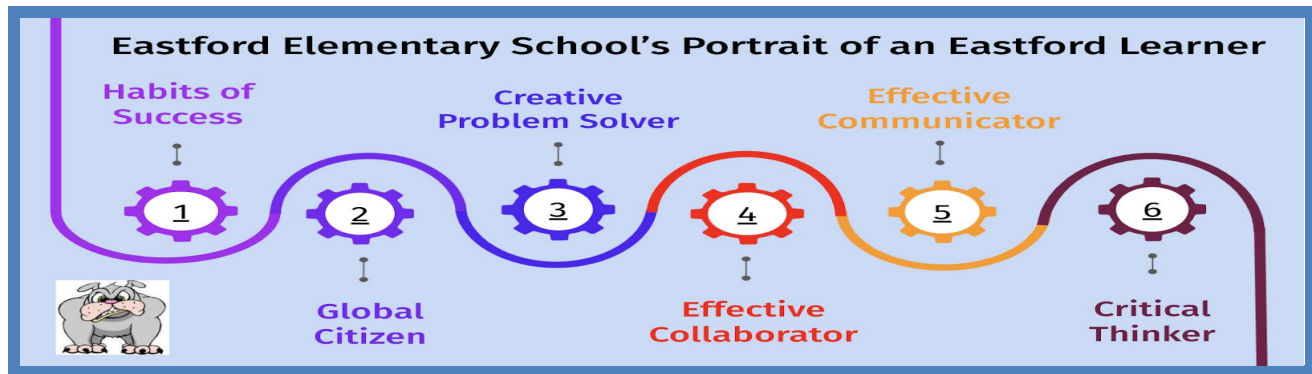 Eastford Elementary School's Portrait of an Eastford Learner
Habits of
Success
1
2
Global
Citizen
Creative
Problem Solver
3
4
Effective
Collaborator
Effective
Communicator
5
6
Critical
Thinker